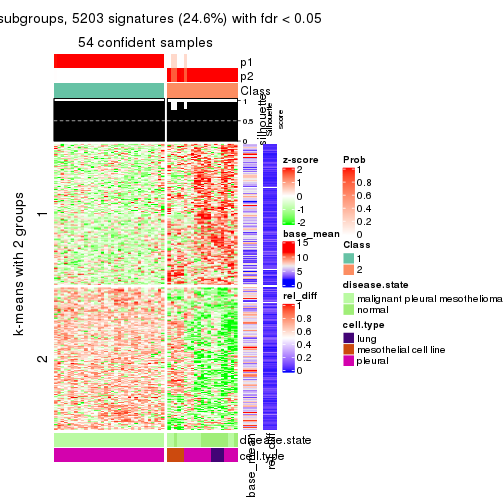 subgroups, 5203 signatures (24.6%) with fdr < 0.05
54 confident samples
p1
p2
Class
1
0.5
0
silhouette
Silhouette
score
k-means with 2 groups
1
2
disease.state
cell.type
base_mean
rel_diff
z-score
2
1
0
-1
-2
base_mean
15
10
5
0
rel_diff
1
0.8
0.6
0.4
0.2
0
Prob
1
0.8
0.6
0.4
0.2
0
Class
1
2
disease.state
malignant pleural mesothelioma
normal
cell.type
lung
mesothelial cell line
pleural